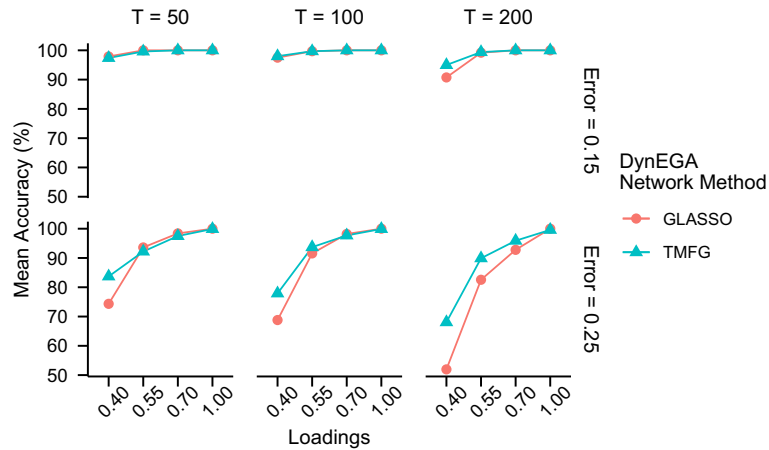 T = 50
T = 100
T = 200
100
90
80
70
60
50
Error = 0.15
100
90
80
70
60
50
Error = 0.25
Mean Accuracy (%)
0.40
0.55
0.70
1.00
0.40
0.55
0.70
1.00
0.40
0.55
0.70
1.00
Loadings
DynEGA
Network Method
GLASSO
TMFG